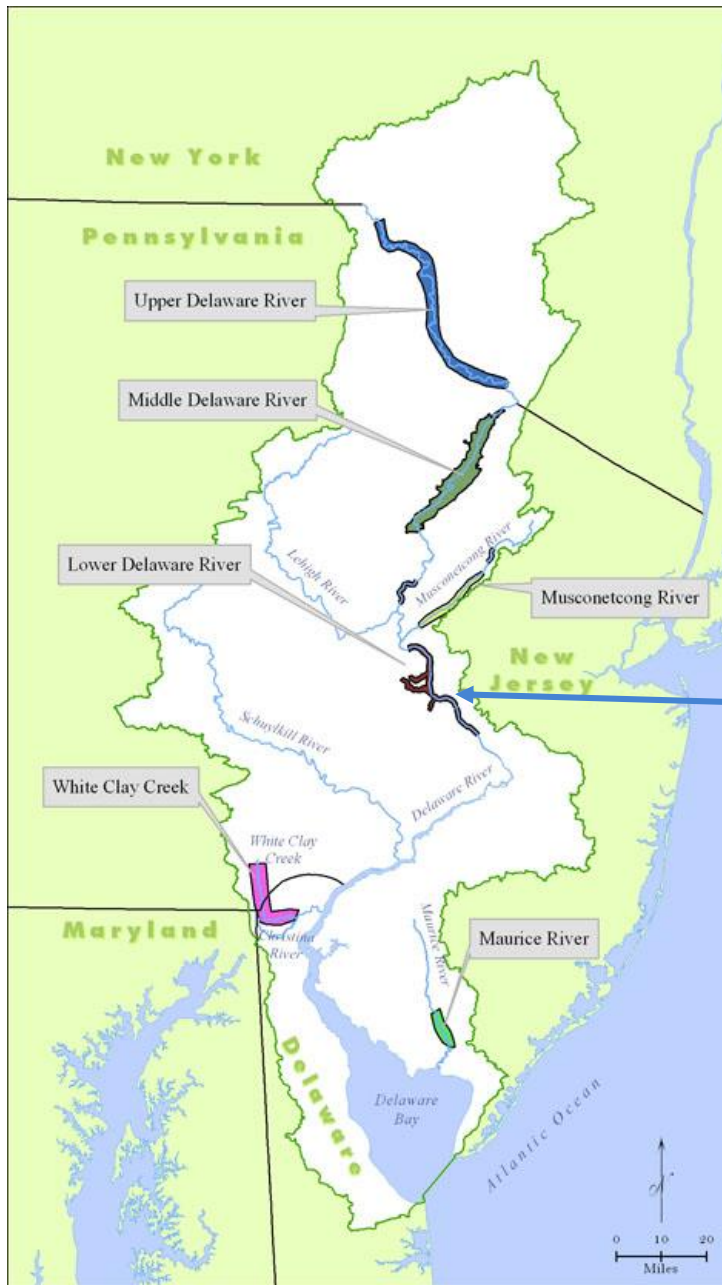 New York
Pennsylvania
Upper Delaware River
Middle Delaware River
Lower Delaware River
Lehigh River
Musconetcong River
Musconetcong River
New
Jersey
Schuylkill River
White Clay Creek
Delaware River
White Clay
Creek
Maryland
Christina
River
Maurice River
Maurice River
Delaware
Delaware
Bay
Atlantic Ocean
N
0 10 20
Miles